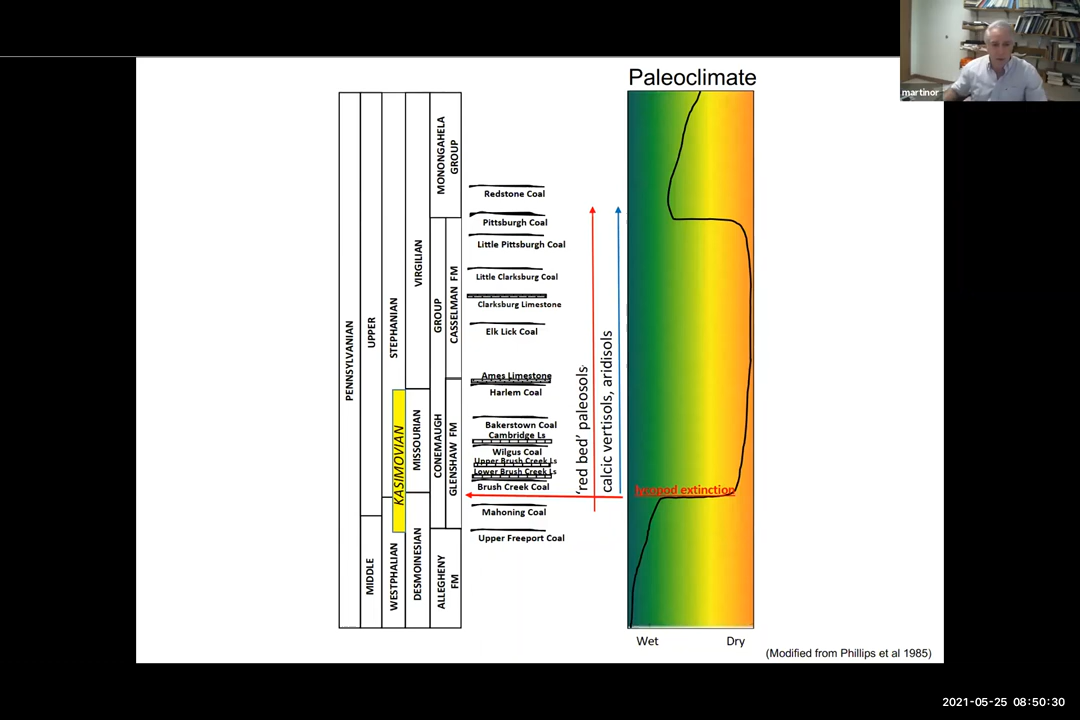 martinor
Paleoclimate
PENNSYLVANIAN
UPPER
MIDDLE
STEPHANIAN
KASIMOVIAN
WESTPHALIAN
VIRGILIAN
MISSOURIAN
DESMOINESIAN
MONONGAHELA
GROUP
CONEMAUGH
GROUP
CASSELMAN FM
GLENSHAW FM
ALLEGHENY
FM
Redstone Coal
Pittsburgh Coal
Little Pittsburgh Coal
Little Clarksburg Coal
Clarksburg Limestone
Elk Lick Coal
Ames Limestone
Harlem Coal
Bakerstown Coal
Cambridge Ls
Wilgus Coal
Upper Brush Creek Ls
Lower Brush Creek Ls
Brush Creek Coal
Mahoning Coal
Upper Freeport Coal
'red bed' paleosols
calcic vertisols, aridisols
lycopod extinction
Wet
Dry
(Modified from Phillips et al 1985)
2021-05-25 08:50:30